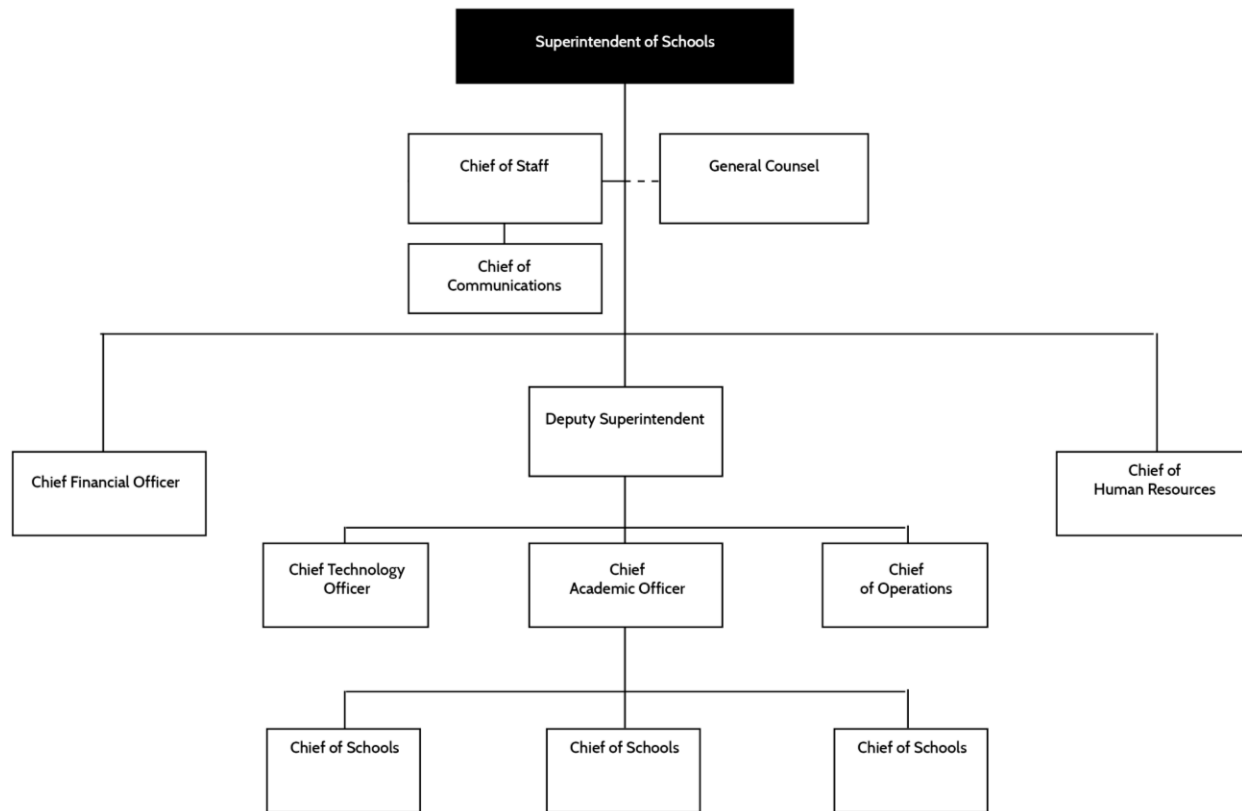 Superintendent of Schools
Chief of Staff
General Counsel
Chief of
Communications
Deputy Superintendent
Chief Financial Officer
Chief of
Human Resources
Chief Technology
Officer
Chief
Academic Officer
Chief
of Operations
Chief of Schools
Chief of Schools
Chief of Schools